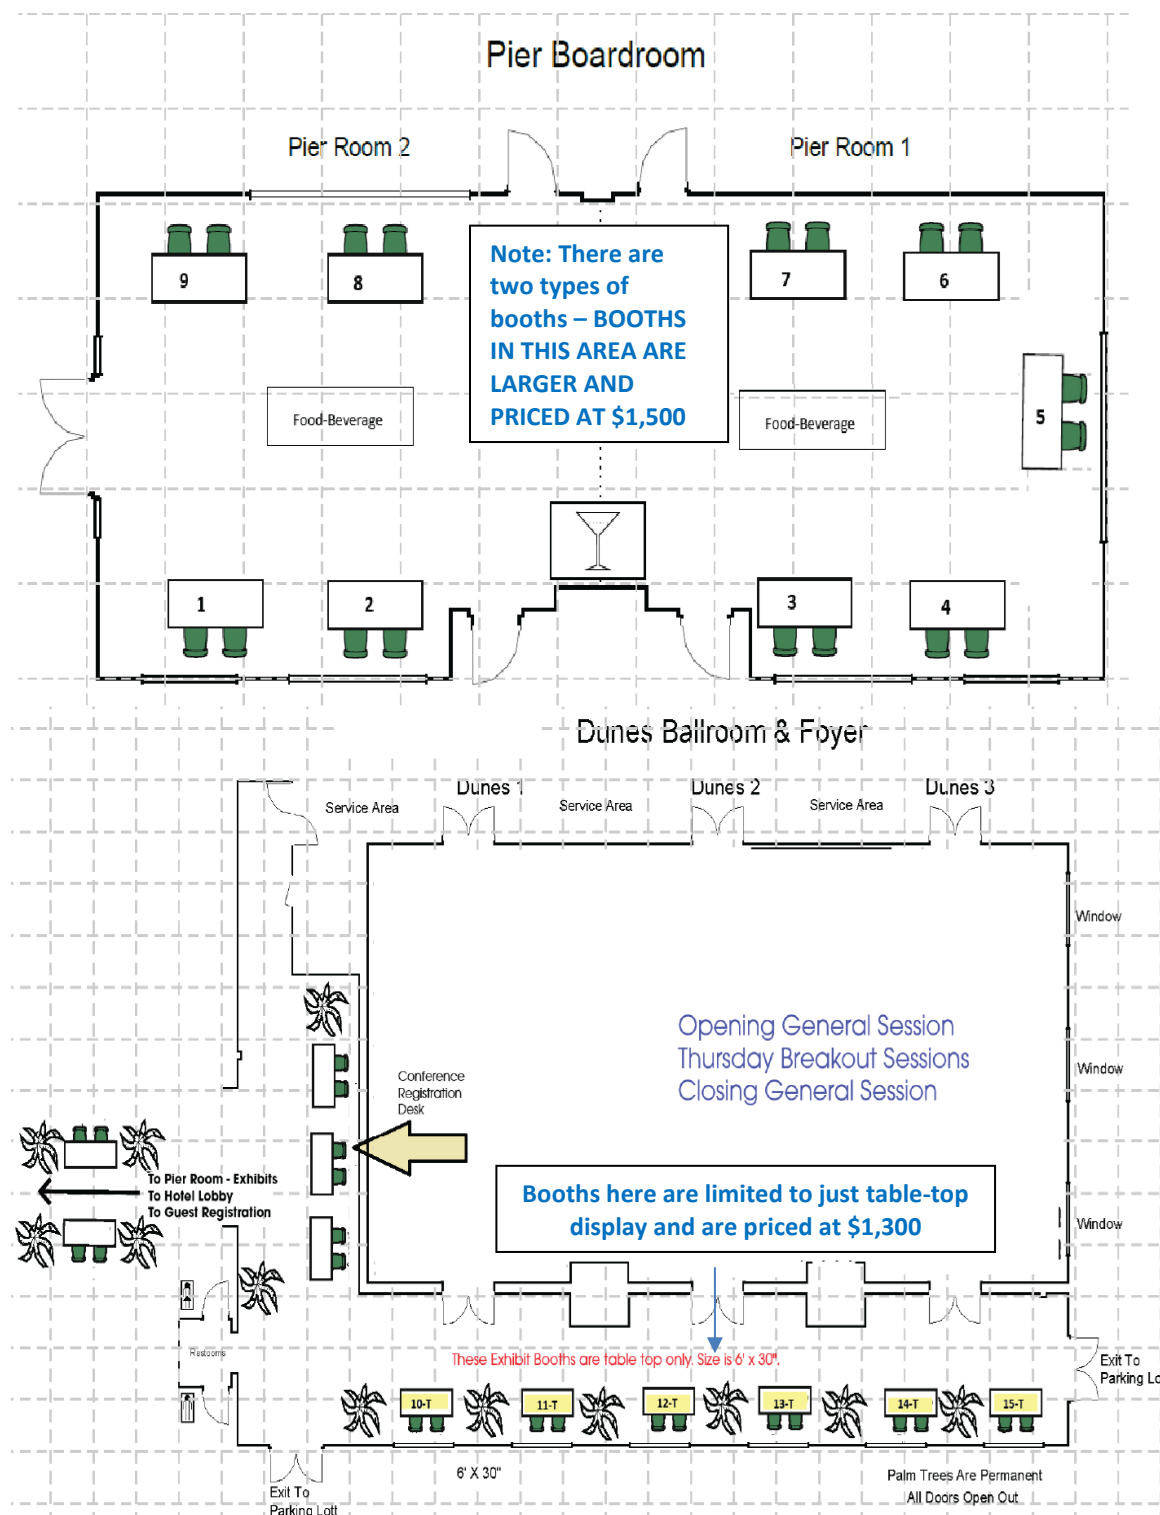 Pier Boardroom
Pier Room 2
Pier Room 1
9
8
7
6
Note: There are
two types of
booths – BOOTHS
IN THIS AREA ARE
LARGER AND
PRICED AT $1,500
Food-Beverage
Food-Beverage
5
1
2
3
4
Dunes Ballroom & Foyer
Dunes 1
Dunes 2
Dunes 3
Service Area
Service Area
Service Area
Window
Opening General Session
Thursday Breakout Sessions
Closing General Session
Window
Conference
Registration
Desk
To Pier Room - Exhibits
To Hotel Lobby
To Guest Registration
Booths here are limited to just table-top
display and are priced at $1,300
Window
Restooms
These Exhibit Booths are table top only. Size is 6' x 30".
Exit To
Parking Lo
10-T
11-T
12-T
13-T
14-T
15-T
6' X 30"
Palm Trees Are Permanent
All Doors Open Out
Exit To
Parking Lott